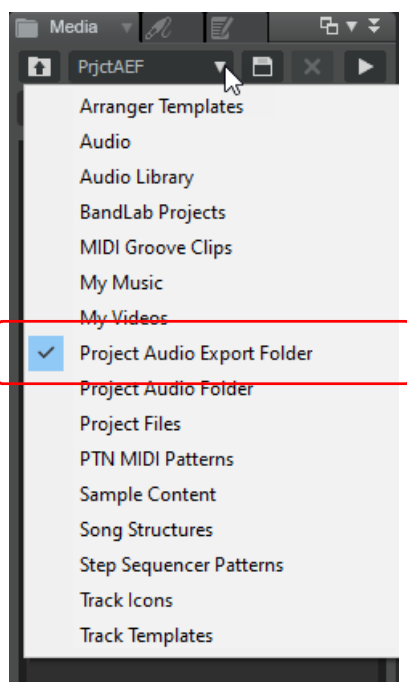 Media
PrjctAEF
Arranger Templates
Audio
Audio Library
BandLab Projects
MIDI Groove Clips
My Music
My Videos
Project Audio Export Folder
Project Audio Folder
Project Files
PTN MIDI Patterns
Sample Content
Song Structures
Step Sequencer Patterns
Track Icons
Track Templates